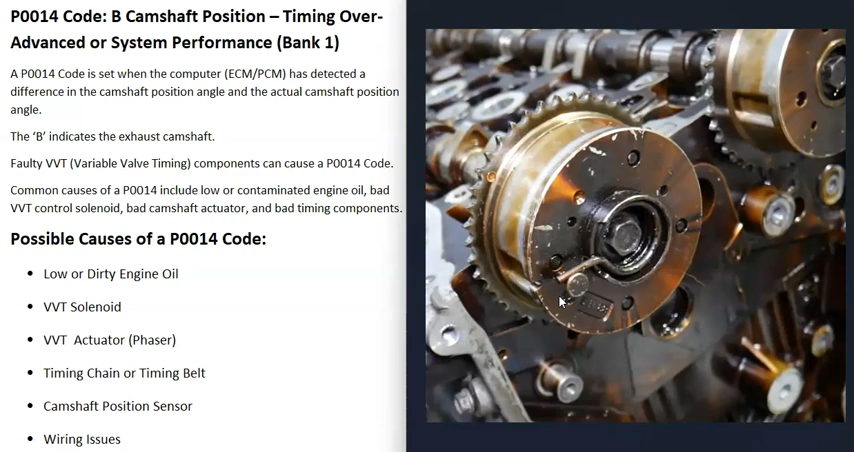 P0014 Code: B Camshaft Position – Timing Over-
Advanced or System Performance (Bank 1)
A P0014 Code is set when the computer (ECM/PCM) has detected a
difference in the camshaft position angle and the actual camshaft position
angle.
The ‘B’ indicates the exhaust camshaft.
Faulty VVT (Variable Valve Timing) components can cause a P0014 Code.
Common causes of a P0014 include low or contaminated engine oil, bad
VVT control solenoid, bad camshaft actuator, and bad timing components.
Possible Causes of a P0014 Code:
• Low or Dirty Engine Oil
• VVT Solenoid
• VVT  Actuator (Phaser)
• Timing Chain or Timing Belt
• Camshaft Position Sensor
• Wiring Issues